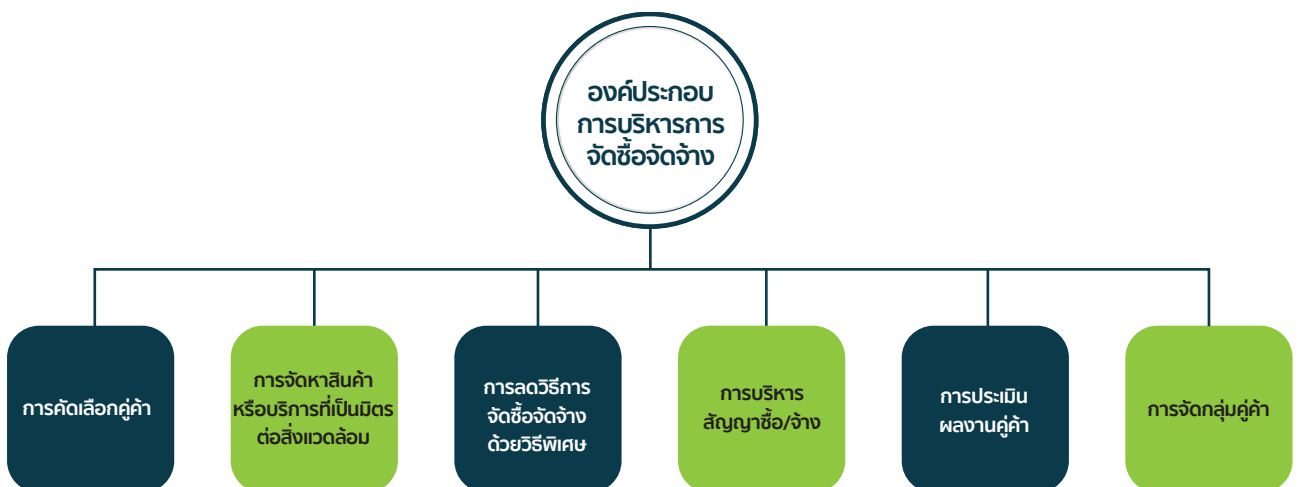 องค์ประกอบ
การบริหารการ
จัดซื้อจัดจ้าง
การคัดเลือกคู่ค้า
การจัดหาสินค้า
หรือบริการที่เป็นมิตร
ต่อสิ่งแวดล้อม
การลดวิธีการ
จัดซื้อจัดจ้าง
ด้วยวิธีพิเศษ
การบริหาร
สัญญาซื้อ/จ้าง
การประเมิน
ผลงานคู่ค้า
การจัดกลุ่มคู่ค้า